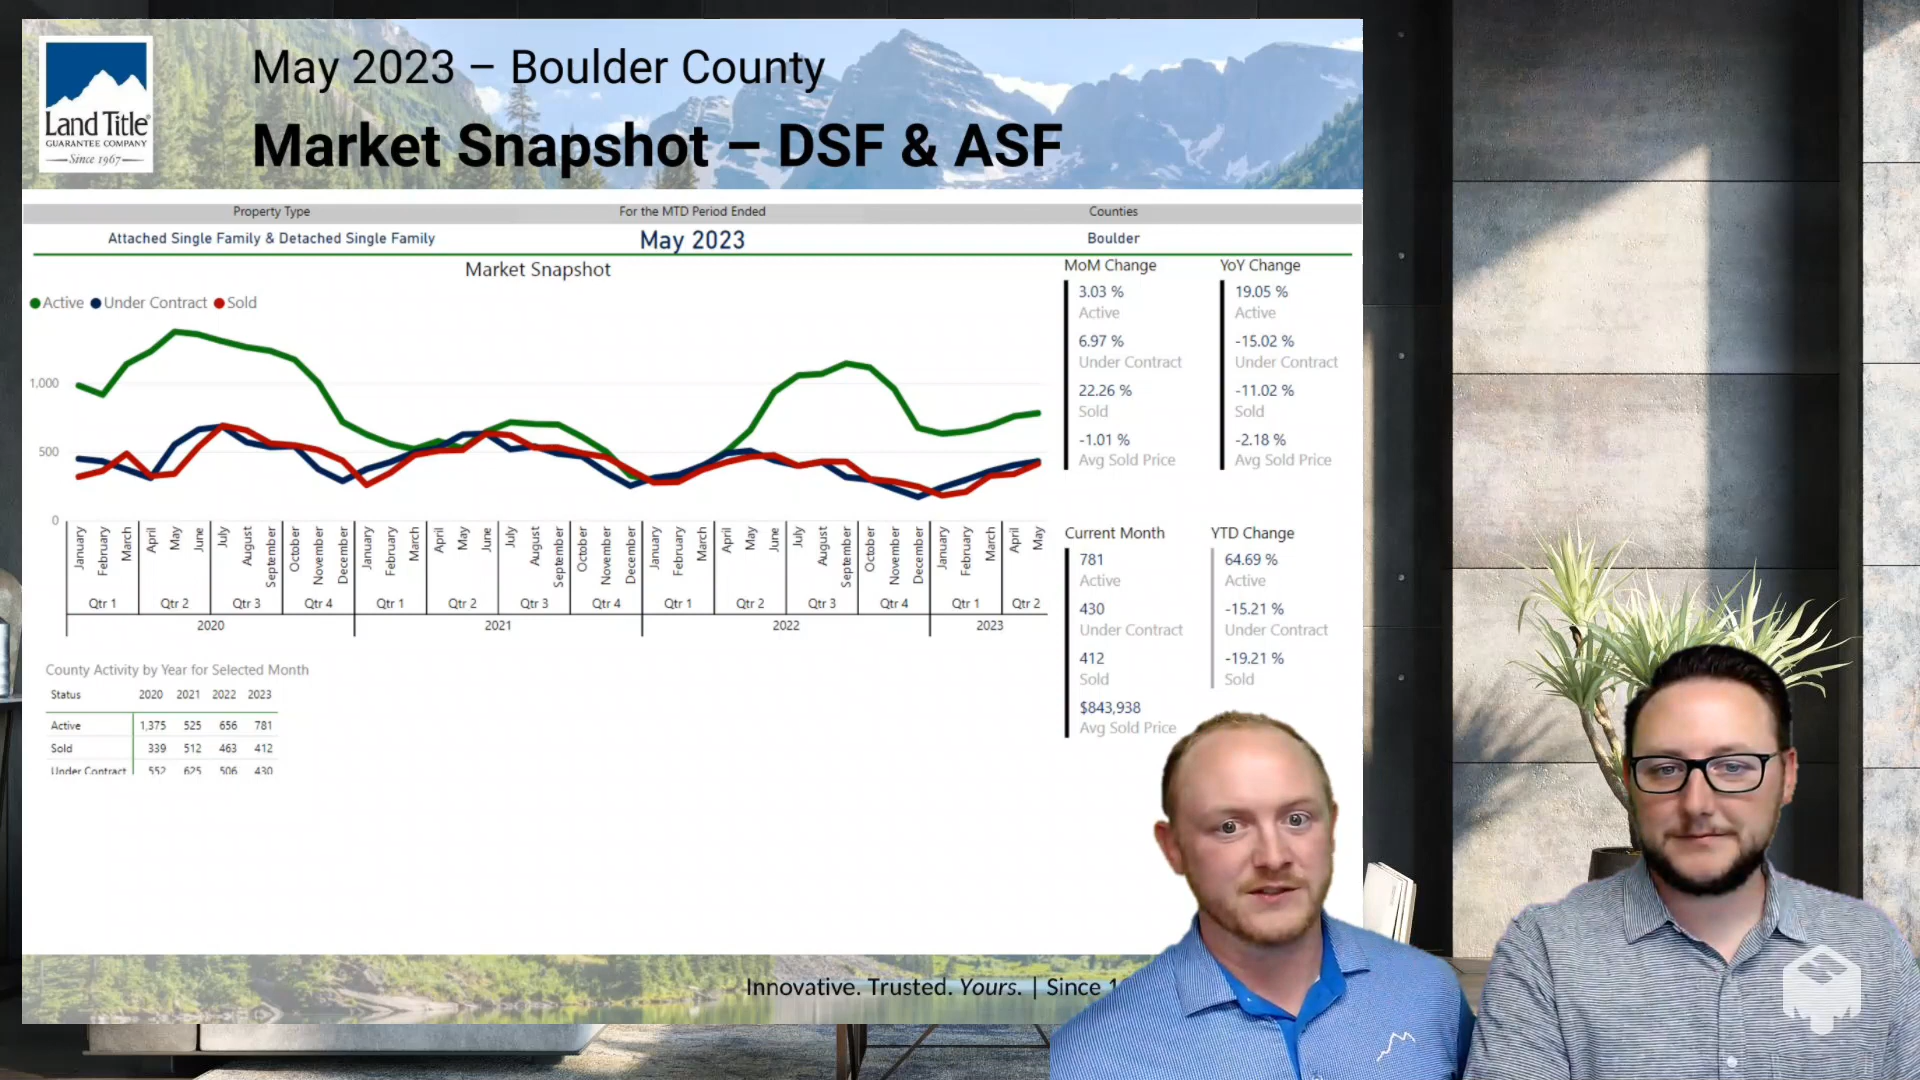 Land Title
GUARANTEE COMPANY
Since 1967
May 2023 – Boulder County
Market Snapshot – DSF & ASF
Property Type
For the MTD Period Ended
Counties
Attached Single Family & Detached Single Family
May 2023
Boulder
Market Snapshot
Active Under Contract Sold
1,000
500
0
January February March April May June July August September October November December January February March April May June July August September October November December January February March April May June July August September October November December January February March April May
Qtr 1 Qtr 2 Qtr 3 Qtr 4 Qtr 1 Qtr 2 Qtr 3 Qtr 4 Qtr 1 Qtr 2 Qtr 3 Qtr 4 Qtr 1 Qtr 2
2020 2021 2022 2023
MoM Change
3.03 %
Active
6.97 %
Under Contract
22.26 %
Sold
-1.01 %
Avg Sold Price
YoY Change
19.05 %
Active
-15.02 %
Under Contract
-11.02 %
Sold
-2.18 %
Avg Sold Price
Current Month
781
Active
430
Under Contract
412
Sold
$843,938
Avg Sold Price
YTD Change
64.69 %
Active
-15.21 %
Under Contract
-19.21 %
Sold
County Activity by Year for Selected Month
Status 2020 2021 2022 2023
Active 1,375 525 656 781
Sold 339 512 463 412
Under Contract 552 625 506 430
Innovative. Trusted. Yours. | Since 1